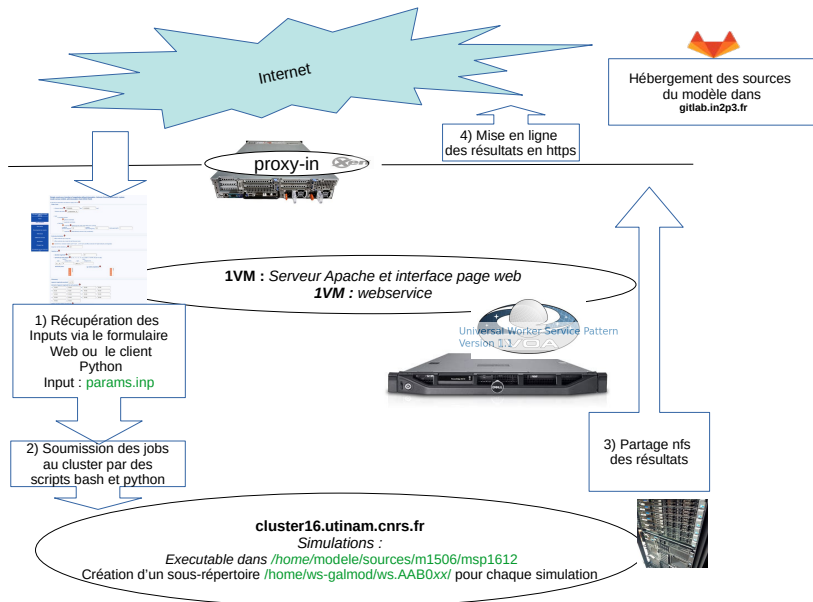 Internet
Hébergement des sources
du modèle dans
gitlab.in2p3.fr
4) Mise en ligne
des résultats en https
proxy-in
xen
1VM : Serveur Apache et interface page web
1VM : webservice
Universal Worker Service Pattern
Version 1.1
IVOA
1) Récupération des
Inputs via le formulaire
Web ou le client
Python
Input : params.inp
DELL
2) Soumission des jobs
au cluster par des
scripts bash et python
3) Partage nfs
des résultats
cluster16.utinam.cnrs.fr
Simulations :
Executable dans /home/modele/sources/m1506/msp1612
Création d'un sous-répertoire /home/ws-galmod/ws.AAB0xx/ pour chaque simulation